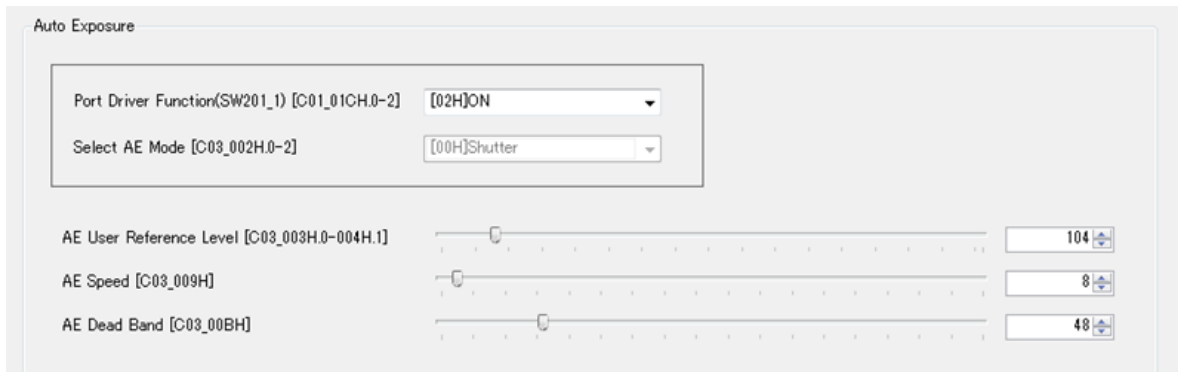 Auto Exposure
Port Driver Function(SW201_1) [C01_01CH.0-2] [02H]ON
Select AE Mode [C03_002H.0-2] [00H]Shutter
AE User Reference Level [C03_003H.0-004H.1] 104
AE Speed [C03_009H] 8
AE Dead Band [C03_00BH] 48